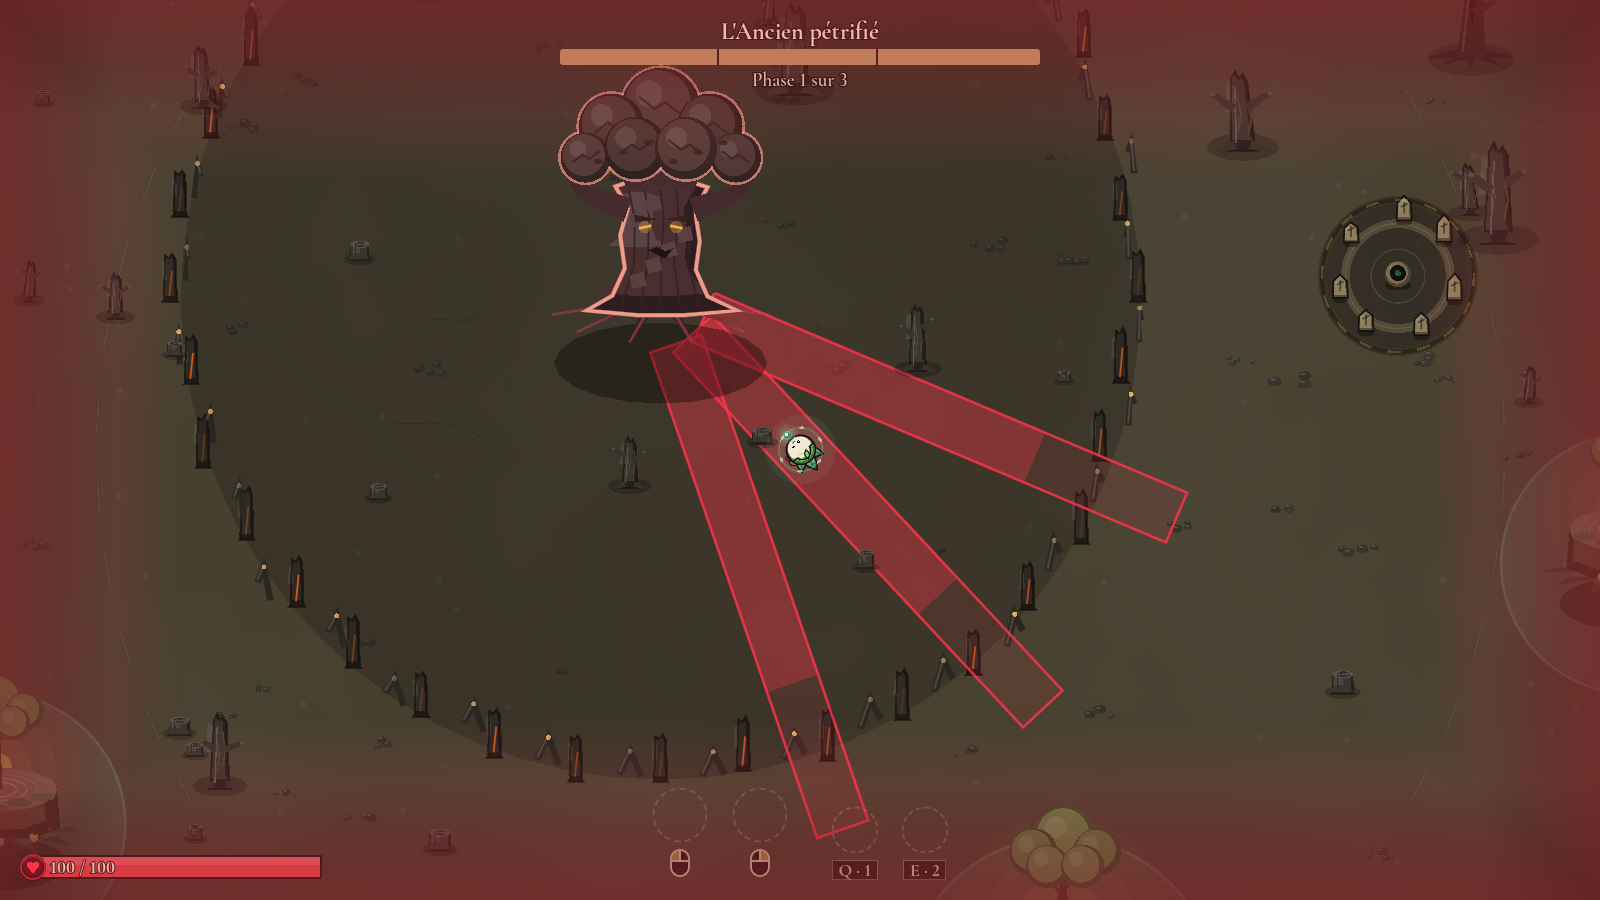 L'Ancien pétrifié
Phase 1 sur 3
100 / 100
Q · 1
E · 2